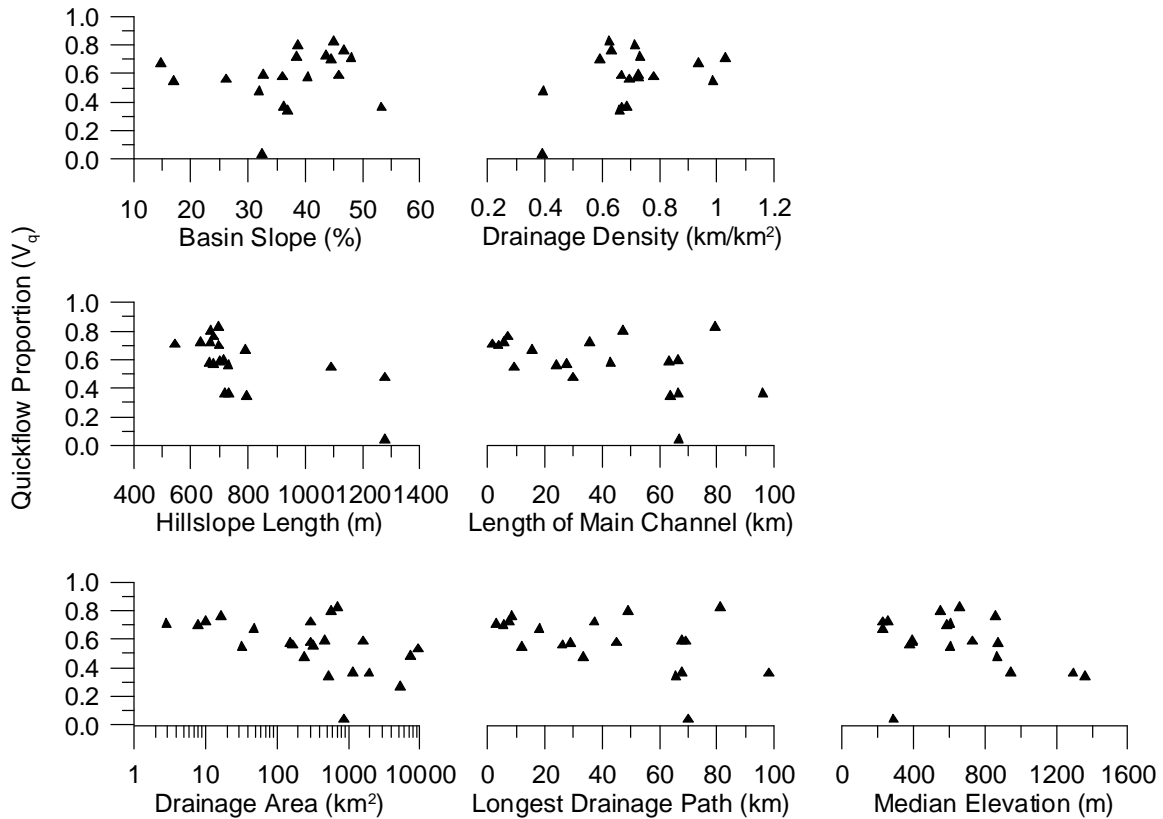 Quickflow Proportion (Vq)
1.0
0.8
0.6
0.4
0.2
0.0
10 20 30 40 50 60
Basin Slope (%)
0.2 0.4 0.6 0.8 1 1.2
Drainage Density (km/km²)
1.0
0.8
0.6
0.4
0.2
0.0
400 600 800 1000 1200 1400
Hillslope Length (m)
0 20 40 60 80 100
Length of Main Channel (km)
1.0
0.8
0.6
0.4
0.2
0.0
1 10 100 1000 10000
Drainage Area (km²)
0 20 40 60 80 100
Longest Drainage Path (km)
0 400 800 1200 1600
Median Elevation (m)